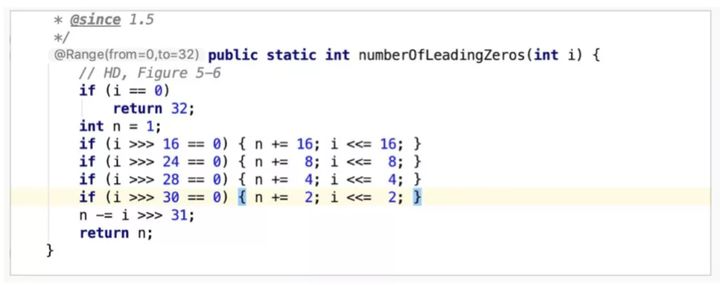 * @since 1.5
*/
@Range(from=0,to=32) public static int numberOfLeadingZeros(int i) {
// HD, Figure 5-6
if (i == 0)
return 32;
int n = 1;
if (i >>> 16 == 0) { n += 16; i <<= 16; }
if (i >>> 24 == 0) { n += 8; i <<= 8; }
if (i >>> 28 == 0) { n += 4; i <<= 4; }
if (i >>> 30 == 0) { n += 2; i <<= 2; }
n -= i >>> 31;
return n;
}